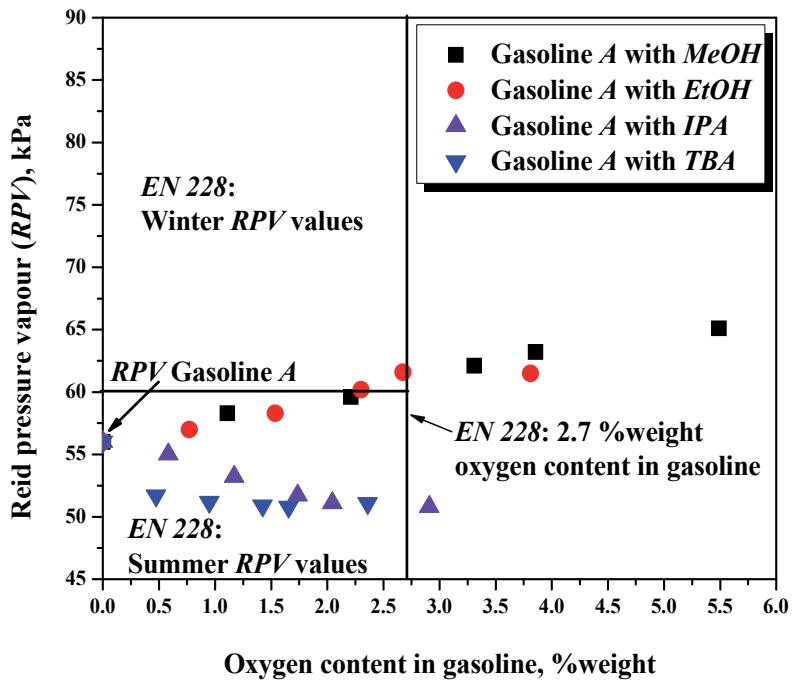 90
85
80
75
70
65
60
55
50
45
Reid pressure vapour (RPV), kPa
Gasoline A with MeOH
Gasoline A with EtOH
Gasoline A with IPA
Gasoline A with TBA
EN 228:
Winter RPV values
RPV Gasoline A
EN 228: 2.7 %weight
oxygen content in gasoline
EN 228:
Summer RPV values
0.0 0.5 1.0 1.5 2.0 2.5 3.0 3.5 4.0 4.5 5.0 5.5 6.0
Oxygen content in gasoline, %weight